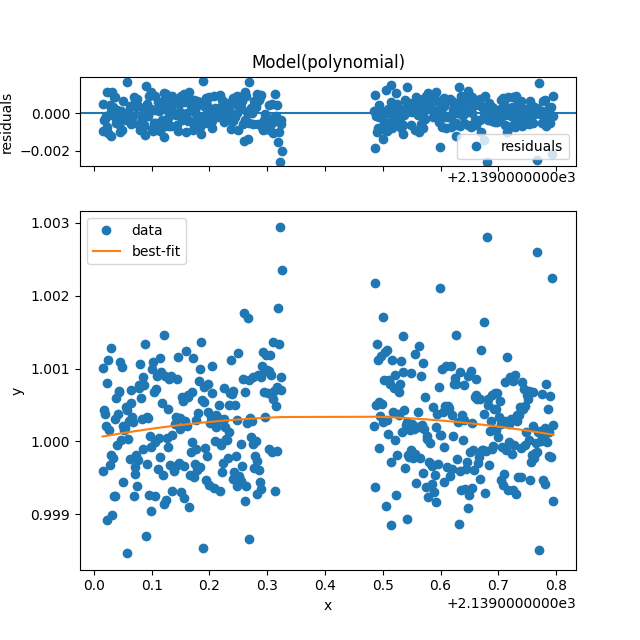 Model(polynomial)
residuals
0.000
−0.002
residuals
+2.1390000000e3
y
1.003
1.002
1.001
1.000
0.999
data
best-fit
0.0 0.1 0.2 0.3 0.4 0.5 0.6 0.7 0.8
x
+2.1390000000e3